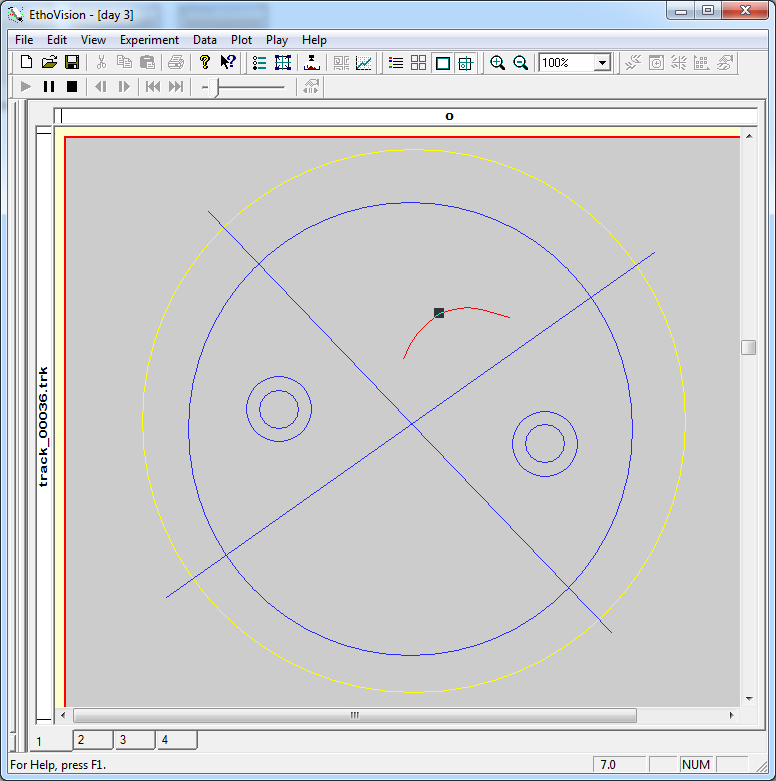 EthoVision - [day 3]
File Edit View Experiment Data Plot Play Help
100%
o
track_00036.trk
1 2 3 4
For Help, press F1. 7.0 NUM